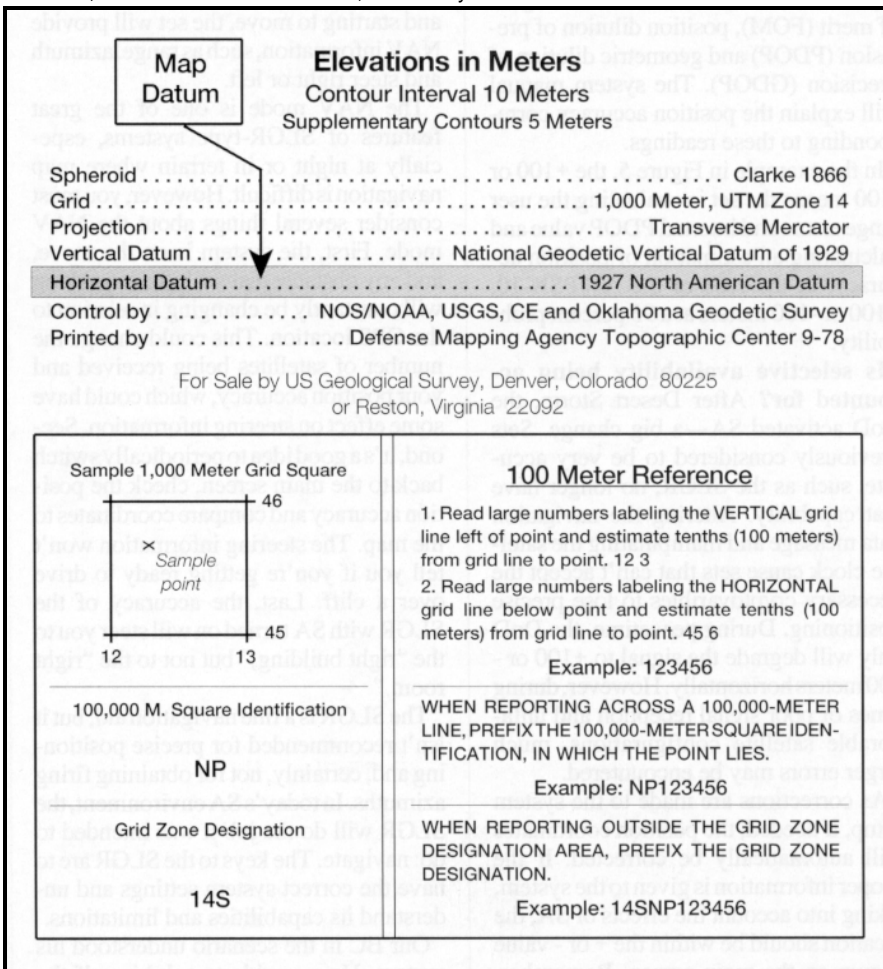 Map
Datum
Elevations in Meters
Contour Interval 10 Meters
Supplementary Contours 5 Meters
Spheroid . . . . . . . . . . . . . . . . . . . . . . . . . . . . . . . . . . . . Clarke 1866
Grid . . . . . . . . . . . . . . . . . . . . . . . . . . . 1,000 Meter, UTM Zone 14
Projection . . . . . . . . . . . . . . . . . . . . . . . . . . . . Transverse Mercator
Vertical Datum . . . . . . . . . . . National Geodetic Vertical Datum of 1929
Horizontal Datum . . . . . . . . . . . . . . . . . . 1927 North American Datum
Control by . . . . . . . . NOS/NOAA, USGS, CE and Oklahoma Geodetic Survey
Printed by . . . . . . . . . . Defense Mapping Agency Topographic Center 9-78
For Sale by US Geological Survey, Denver, Colorado 80225
or Reston, Virginia 22092
Sample 1,000 Meter Grid Square
46
Sample
point
45
12 13
100,000 M. Square Identification
NP
Grid Zone Designation
14S
100 Meter Reference
1. Read large numbers labeling the VERTICAL grid
line left of point and estimate tenths (100 meters)
from grid line to point. 12 3
2. Read large numbers labeling the HORIZONTAL
grid line below point and estimate tenths (100
meters) from grid line to point. 45 6
Example: 123456
WHEN REPORTING ACROSS A 100,000-METER
LINE, PREFIX THE 100,000-METER SQUARE IDEN-
TIFICATION, IN WHICH POINT LIES.
Example: NP123456
WHEN REPORTING OUTSIDE THE GRID ZONE
DESIGNATION AREA, PREFIX THE GRID ZONE
DESIGNATION.
Example: 14SNP123456